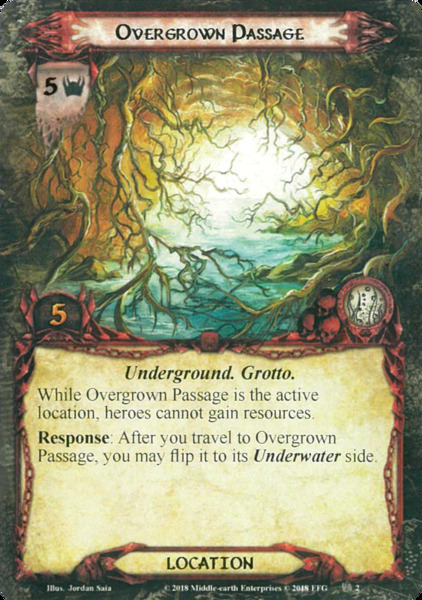 Overgrown Passage
5
5
Underground. Grotto.
While Overgrown Passage is the active
location, heroes cannot gain resources.
Response: After you travel to Overgrown
Passage, you may flip it to its Underwater side.
LOCATION
Illus. Jordan Saia © 2018 Middle-earth Enterprises © 2018 FFG 2